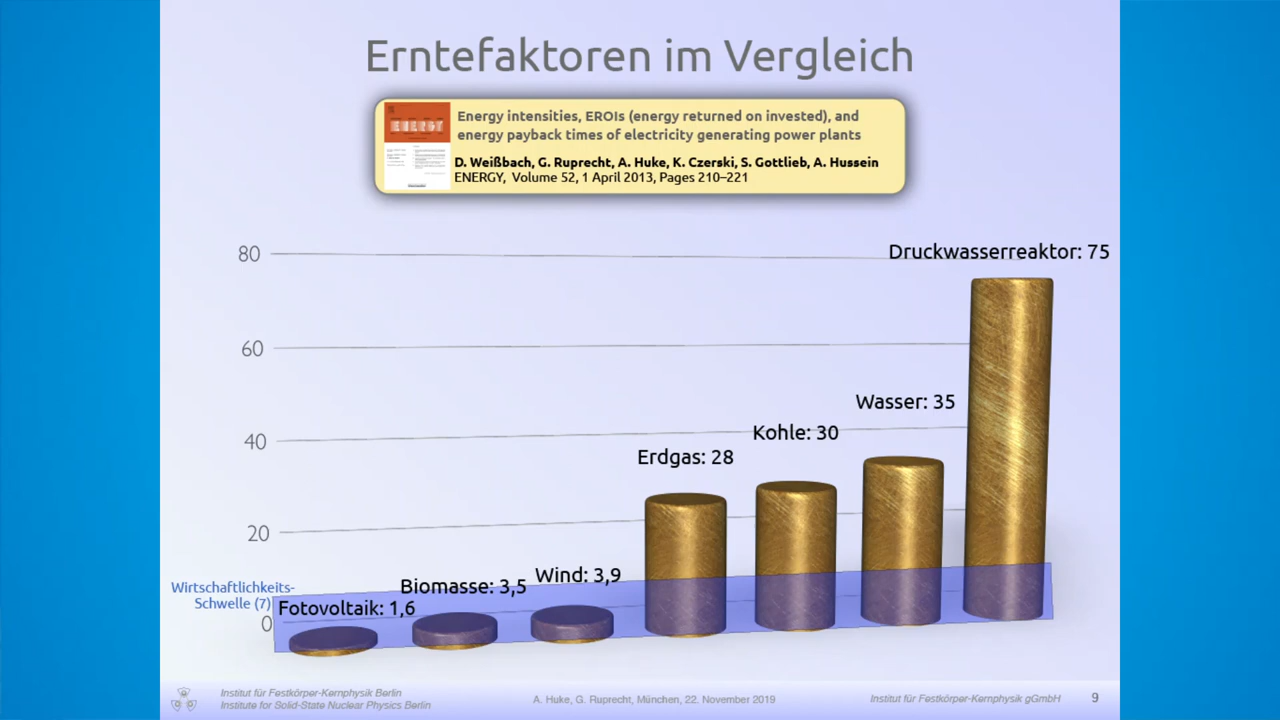 Erntefaktoren im Vergleich
ENERGY
Energy intensities, EROIs (energy returned on invested), and
energy payback times of electricity generating power plants
D. Weißbach, G. Ruprecht, A. Huke, K. Czerski, S. Gottlieb, A. Hussein
ENERGY, Volume 52, 1 April 2013, Pages 210–221
80
Druckwasserreaktor: 75
60
Wasser: 35
40
Kohle: 30
Erdgas: 28
20
Wind: 3,9
Biomasse: 3,5
Wirtschaftlichkeits-
Schwelle (7)
Fotovoltaik: 1,6
0
Institut für Festkörper-Kernphysik Berlin
Institute for Solid-State Nuclear Physics Berlin
A. Huke, G. Ruprecht, München, 22. November 2019
Institut für Festkörper-Kernphysik gGmbH
9